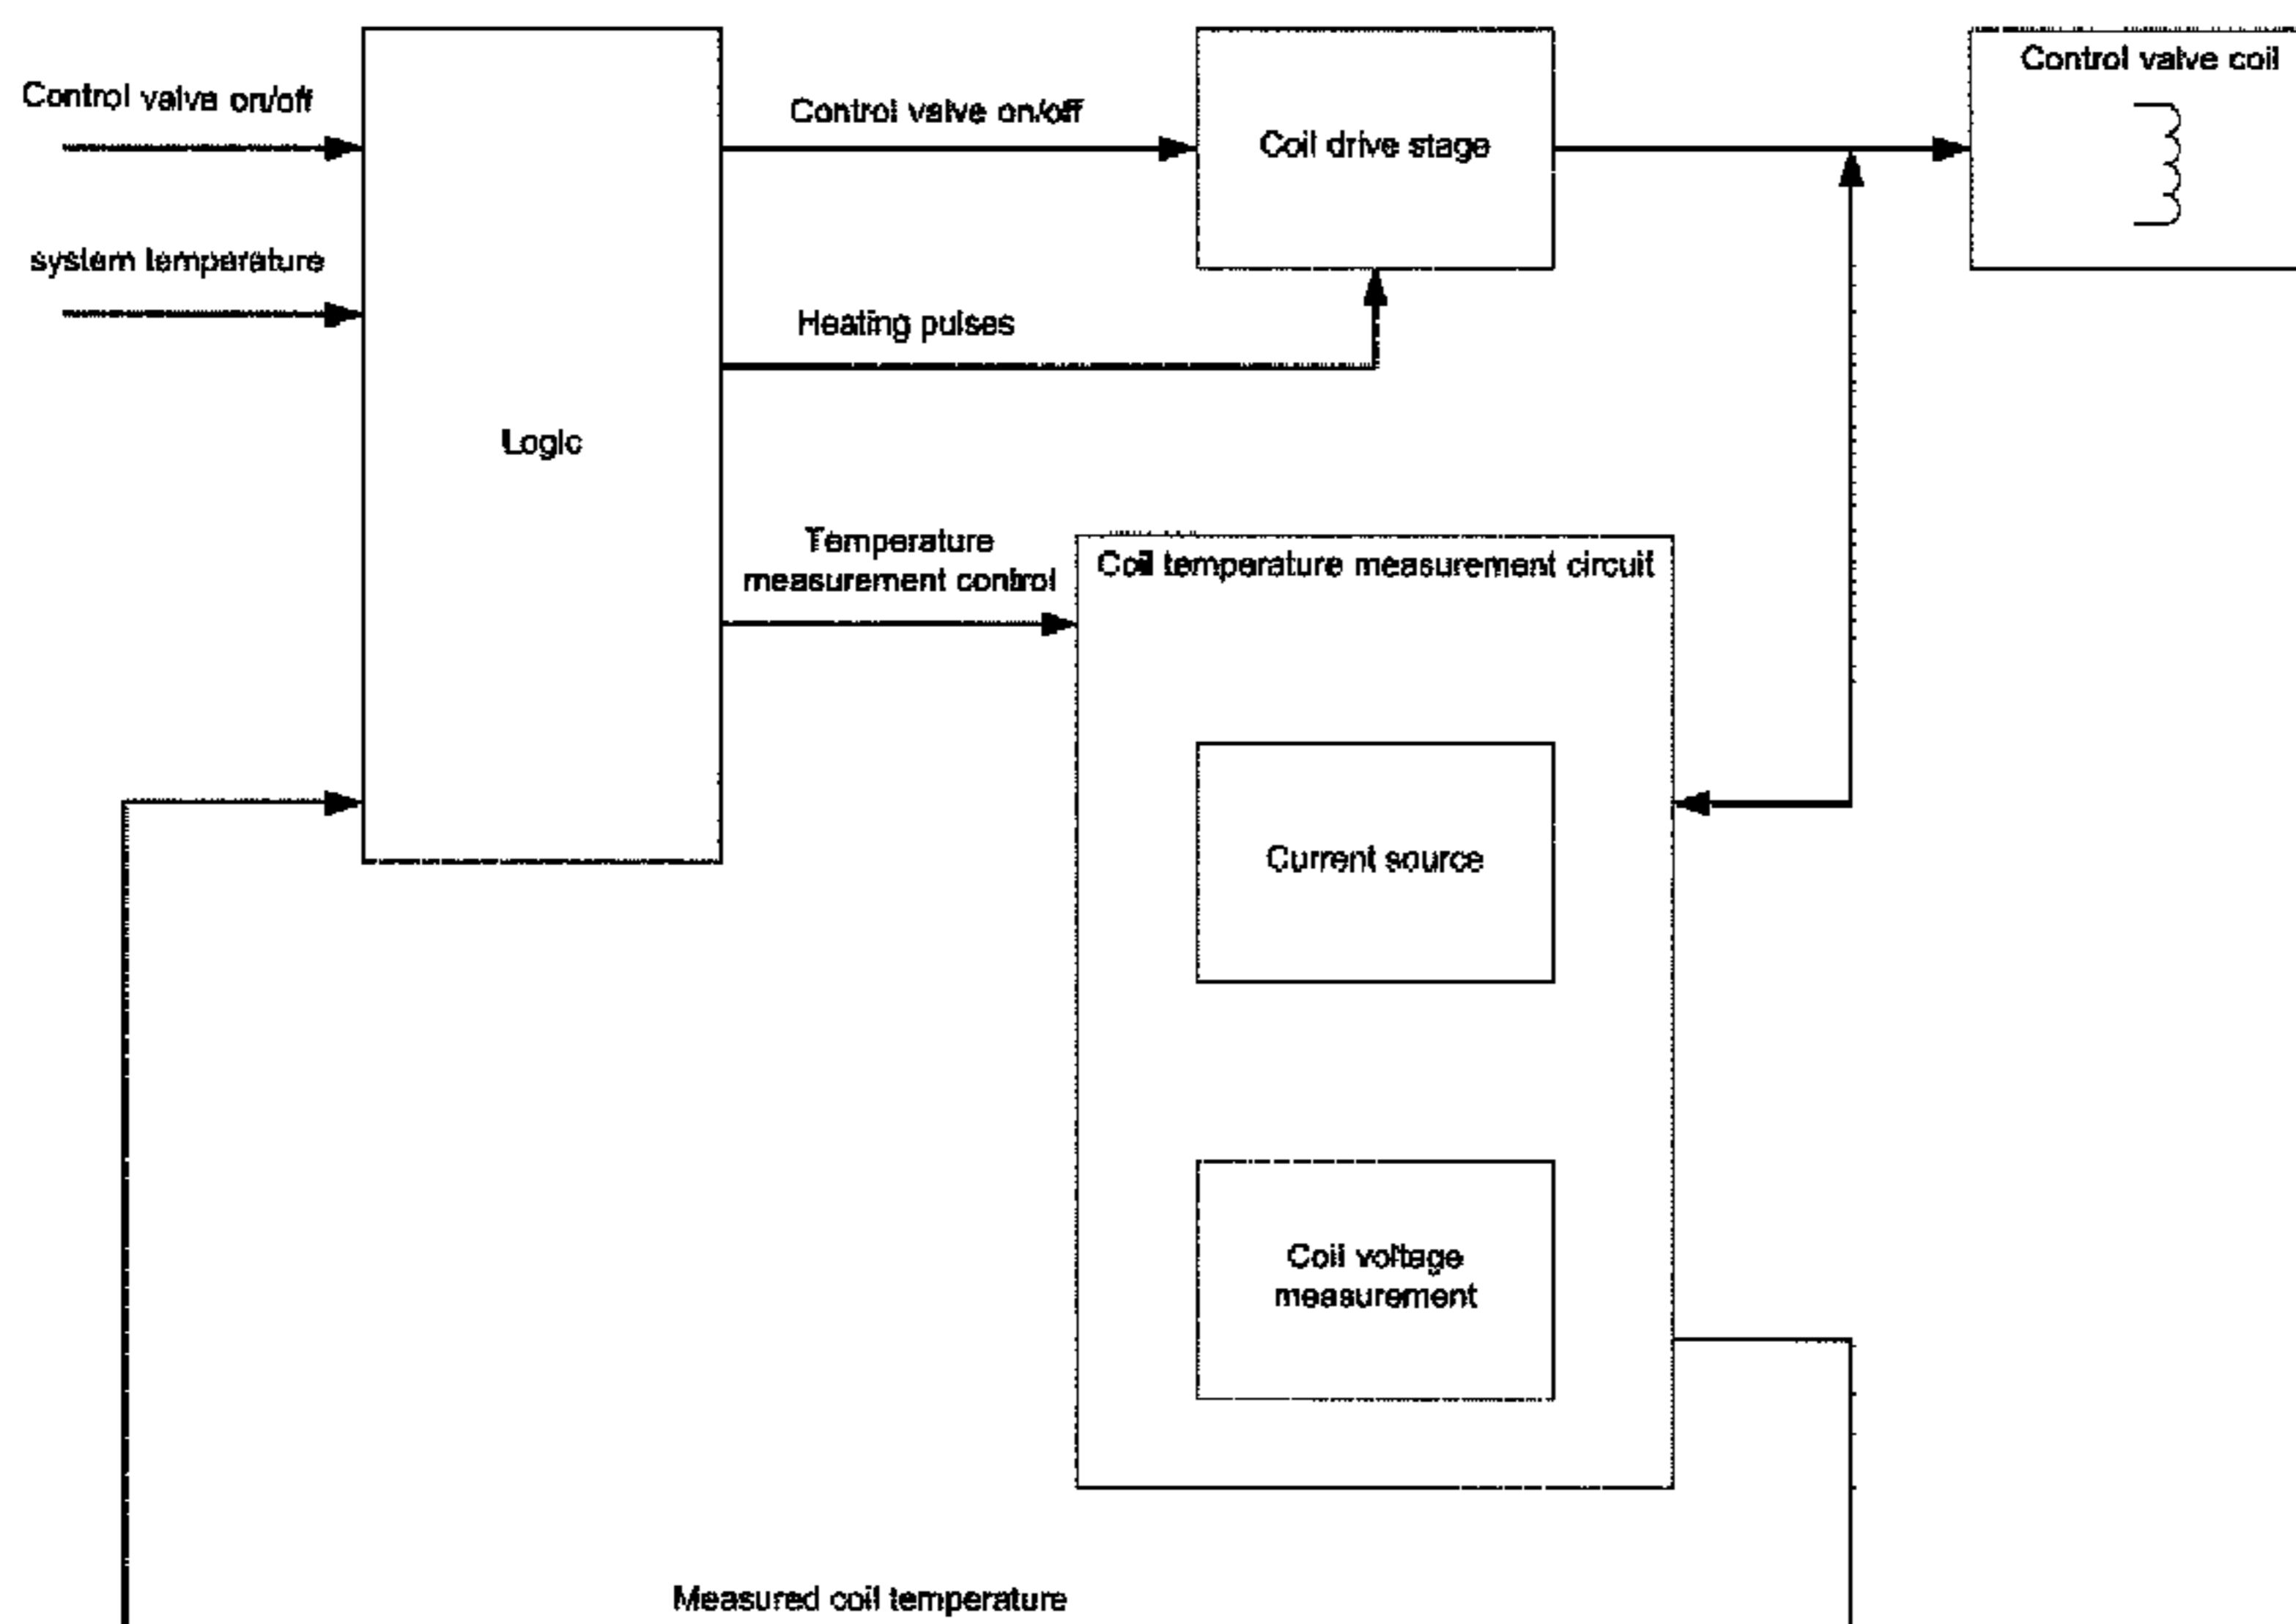 Control valve coil
Control valve on/off
Control valve on/off
Coil drive stage
system temperature
Heating pulses
Logic
Temperature
measurement control
Coil temperature measurement circuit
Current source
Coil voltage
measurement
Measured coil temperature